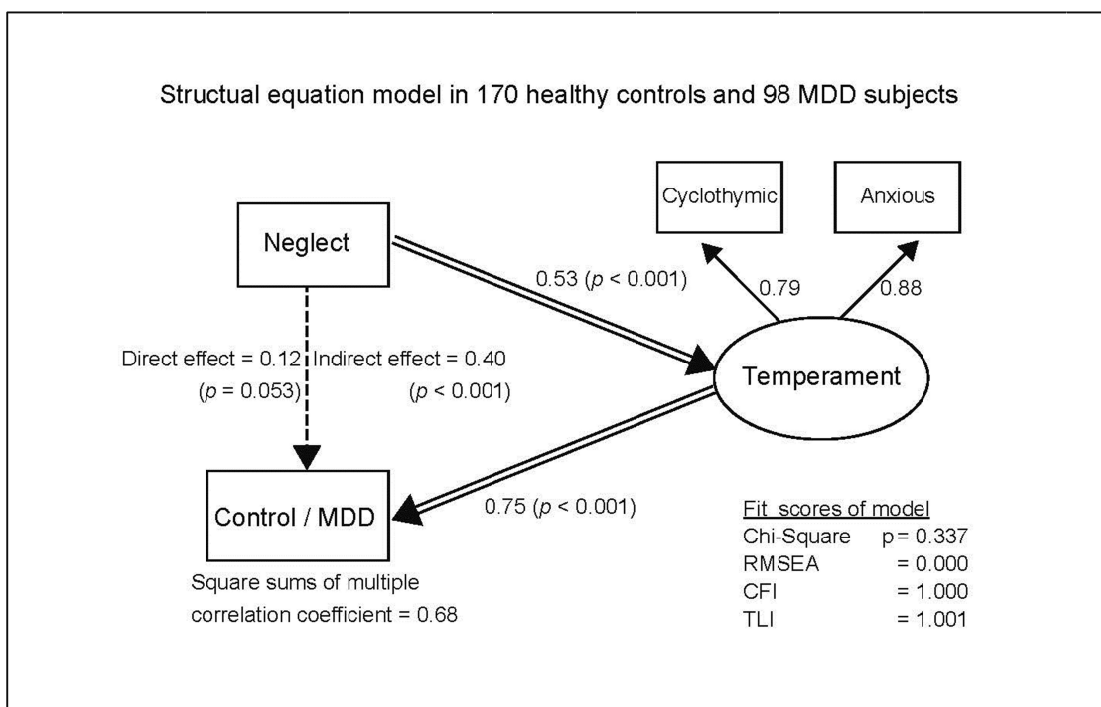 Structual equation model in 170 healthy controls and 98 MDD subjects
Cyclothymic
Anxious
Neglect
0.53 (p < 0.001)
0.79
0.88
Direct effect = 0.12
(p = 0.053)
Indirect effect = 0.40
(p < 0.001)
Temperament
Control / MDD
0.75 (p < 0.001)
Square sums of multiple
correlation coefficient = 0.68
Fit scores of model
Chi-Square p = 0.337
RMSEA = 0.000
CFI = 1.000
TLI = 1.001